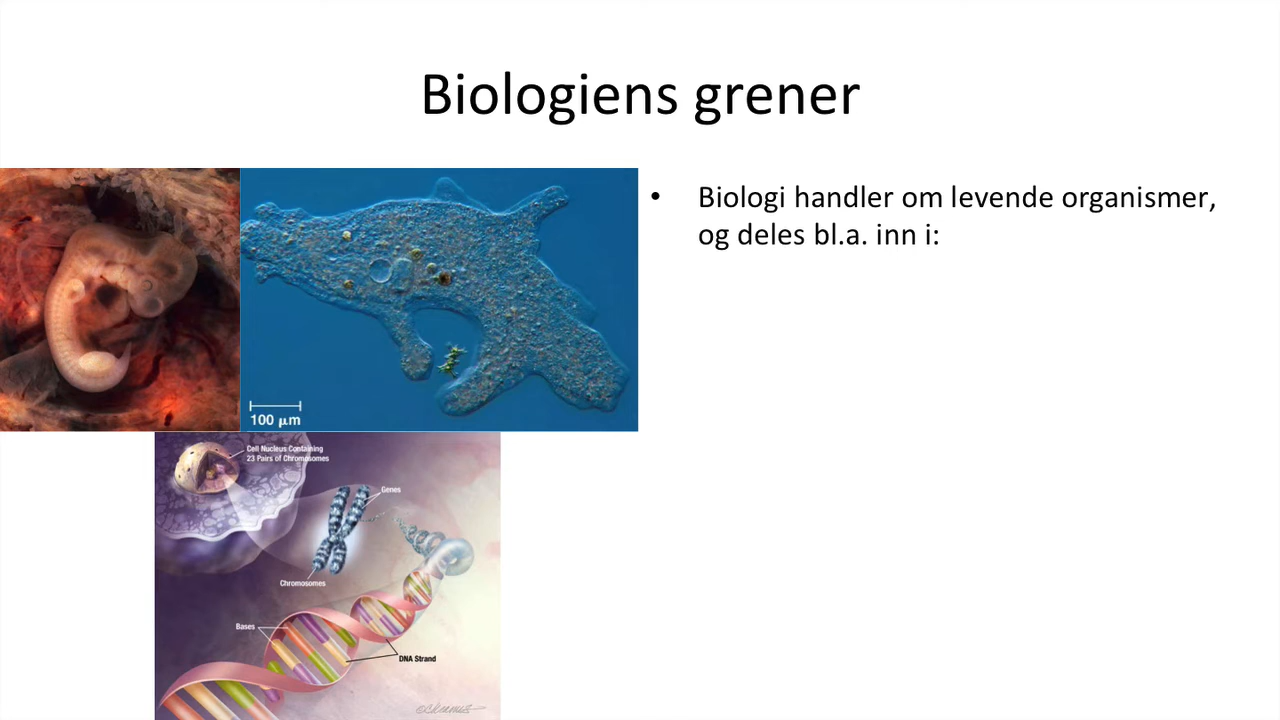 Biologiens grener
• Biologi handler om levende organismer,
og deles bl.a. inn i:
100 µm
Cell Nucleus Containing
23 Pairs of Chromosomes
Genes
Chromosomes
Bases
DNA Strand